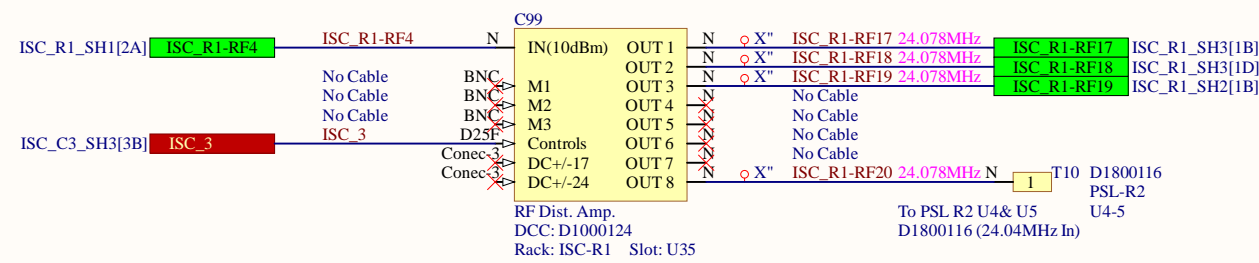 C99
ISC_R1_SH1[2A] ISC_R1-RF4 ISC_R1-RF4 N IN(10dBm) OUT 1 N X" ISC_R1-RF17 24.078MHz ISC_R1-RF17 ISC_R1_SH3[1B]
OUT 2 N X" ISC_R1-RF18 24.078MHz ISC_R1-RF18 ISC_R1_SH3[1D]
No Cable BNC M1 OUT 3 N X" ISC_R1-RF19 24.078MHz ISC_R1-RF19 ISC_R1_SH2[1B]
No Cable BNC M2 OUT 4 N No Cable
No Cable BNC M3 OUT 5 N No Cable
ISC_C3_SH3[3B] ISC_3 ISC_3 D25F Controls OUT 6 N No Cable
Conec-3 DC+/-17 OUT 7 N No Cable
Conec-3 DC+/-24 OUT 8 N X" ISC_R1-RF20 24.078MHz N 1 T10 D1800116
PSL-R2
RF Dist. Amp. To PSL R2 U4& U5 U4-5
DCC: D1000124 D1800116 (24.04MHz In)
Rack: ISC-R1 Slot: U35